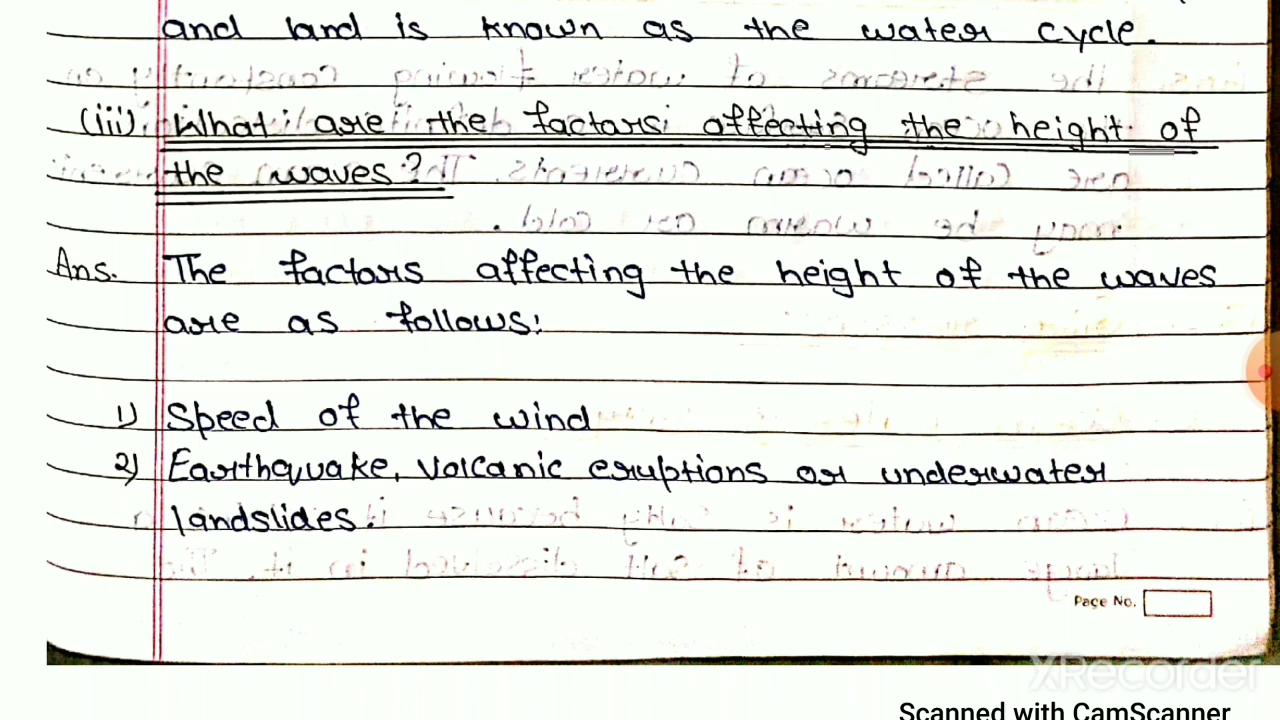 and land is known as the water cycle.
(iii) What are the factors affecting the height of
the waves?
Ans. The factors affecting the height of the waves
are as follows:
1) Speed of the wind
2) Earthquake, volcanic eruptions or underwater
landslides.
Page No.
XRecorder
Scanned with CamScanner